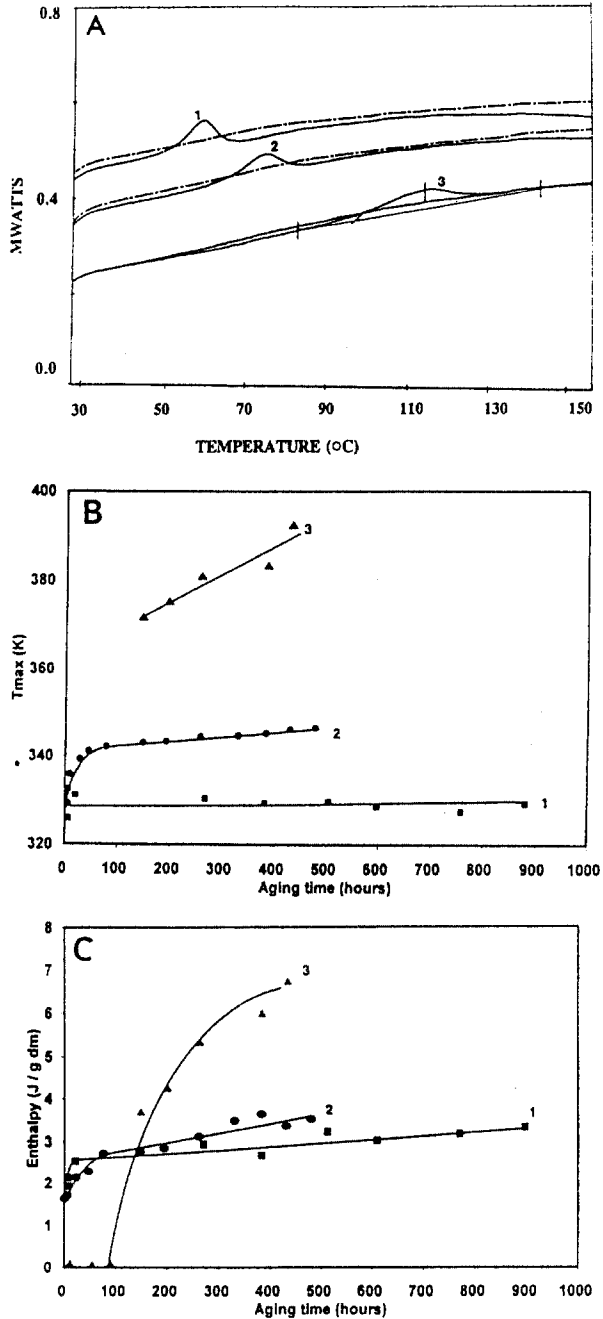 A
0.8
0.4
0.0
MWATTS
1
2
3
30 50 70 90 110 130 150
TEMPERATURE (oC)
B
400
380
360
340
320
Tmax (K)
3
2
1
0 100 200 300 400 500 600 700 800 900 1000
Aging time (hours)
C
8
7
6
5
4
3
2
1
0
Enthalpy (J / g dm)
3
2
1
0 100 200 300 400 500 600 700 800 900 1000
Aging time (hours)